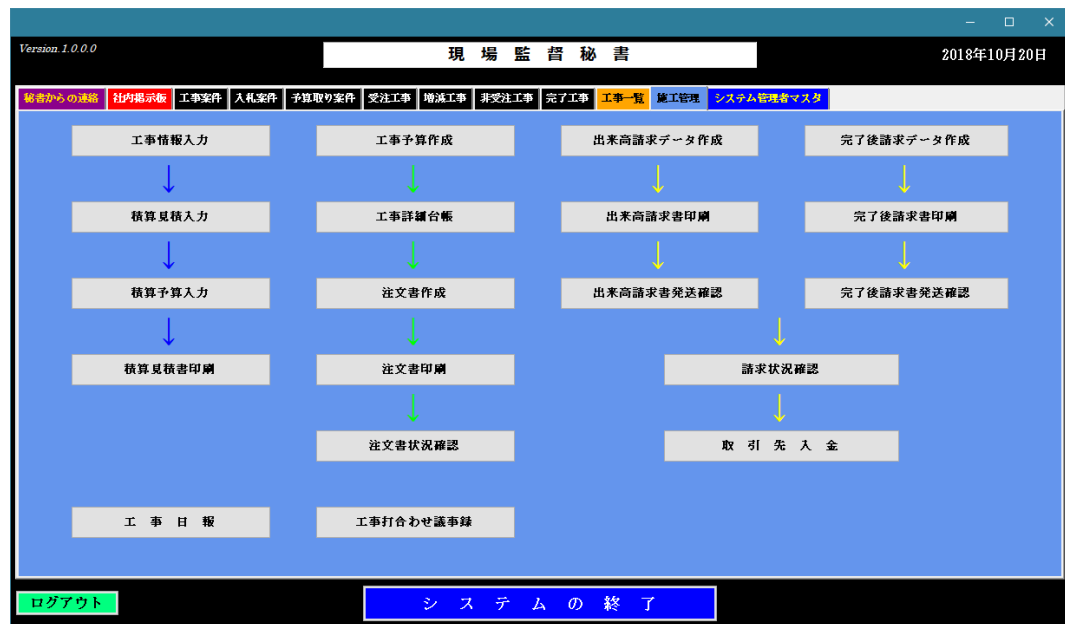 Version.1.0.0.0
現場監督秘書
2018年10月20日
秘書からの連絡 社内掲示板 工事案件 入札案件 予算取り案件 受注工事 増減工事 非受注工事 完了工事 工事一覧 施工管理 システム管理者マスタ
工事情報入力 工事予算作成 出来高請求データ作成 完了後請求データ作成
↓ ↓ ↓ ↓
積算見積入力 工事詳細台帳 出来高請求書印刷 完了後請求書印刷
↓ ↓ ↓ ↓
積算予算入力 注文書作成 出来高請求書発送確認 完了後請求書発送確認
↓ ↓ ↓
積算見積書印刷 注文書印刷 請求状況確認
↓ ↓
注文書状況確認 取引先入金
工事日報 工事打合わせ議事録
ログアウト システムの終了